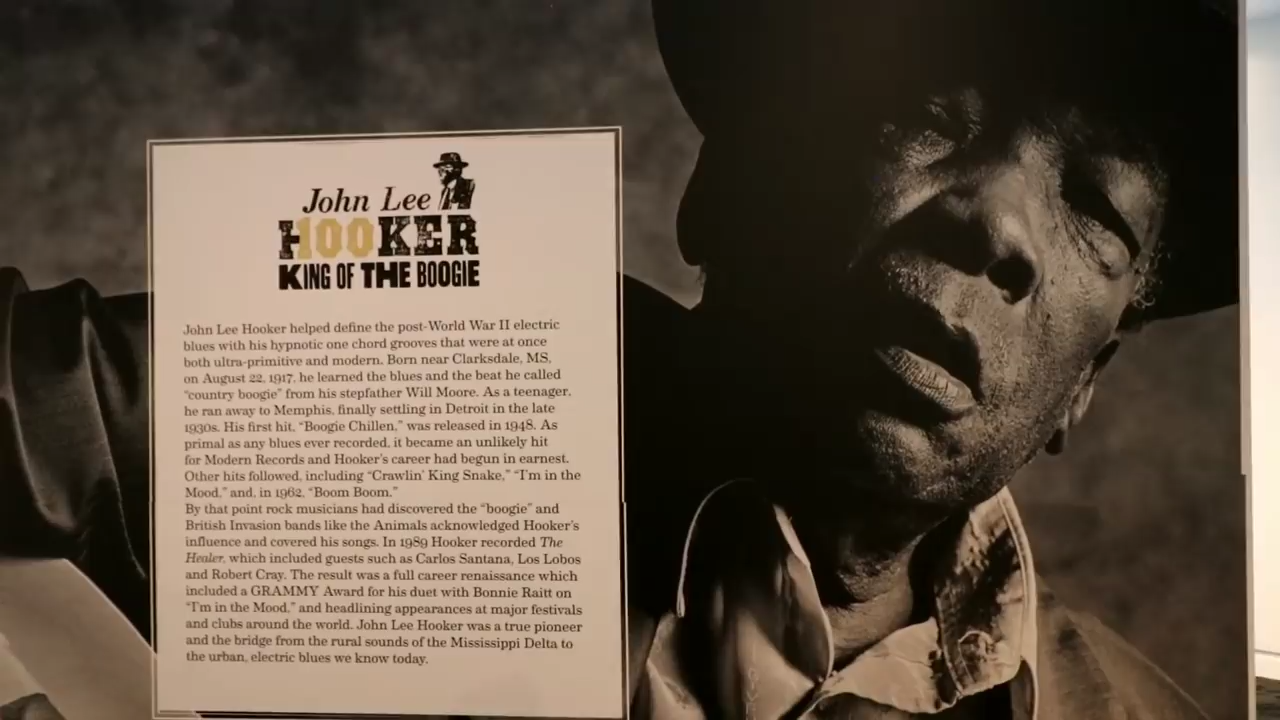 John Lee
HOOKER
KING OF THE BOOGIE
John Lee Hooker helped define the post-World War II electric
blues with his hypnotic one chord grooves that were at once
both ultra-primitive and modern. Born near Clarksdale, MS,
on August 22, 1917, he learned the blues and the beat he called
“country boogie” from his stepfather Will Moore. As a teenager,
he ran away to Memphis, finally settling in Detroit in the late
1930s. His first hit, “Boogie Chillen,” was released in 1948. As
primal as any blues ever recorded, it became an unlikely hit
for Modern Records and Hooker’s career had begun in earnest.
Other hits followed, including “Crawlin’ King Snake,” “I’m in the
Mood,” and, in 1962, “Boom Boom.”
By that point rock musicians had discovered the “boogie” and
British Invasion bands like the Animals acknowledged Hooker’s
influence and covered his songs. In 1989 Hooker recorded The
Healer, which included guests such as Carlos Santana, Los Lobos
and Robert Cray. The result was a full career renaissance which
included a GRAMMY Award for his duet with Bonnie Raitt on
“I’m in the Mood,” and headlining appearances at major festivals
and clubs around the world. John Lee Hooker was a true pioneer
and the bridge from the rural sounds of the Mississippi Delta to
the urban, electric blues we know today.